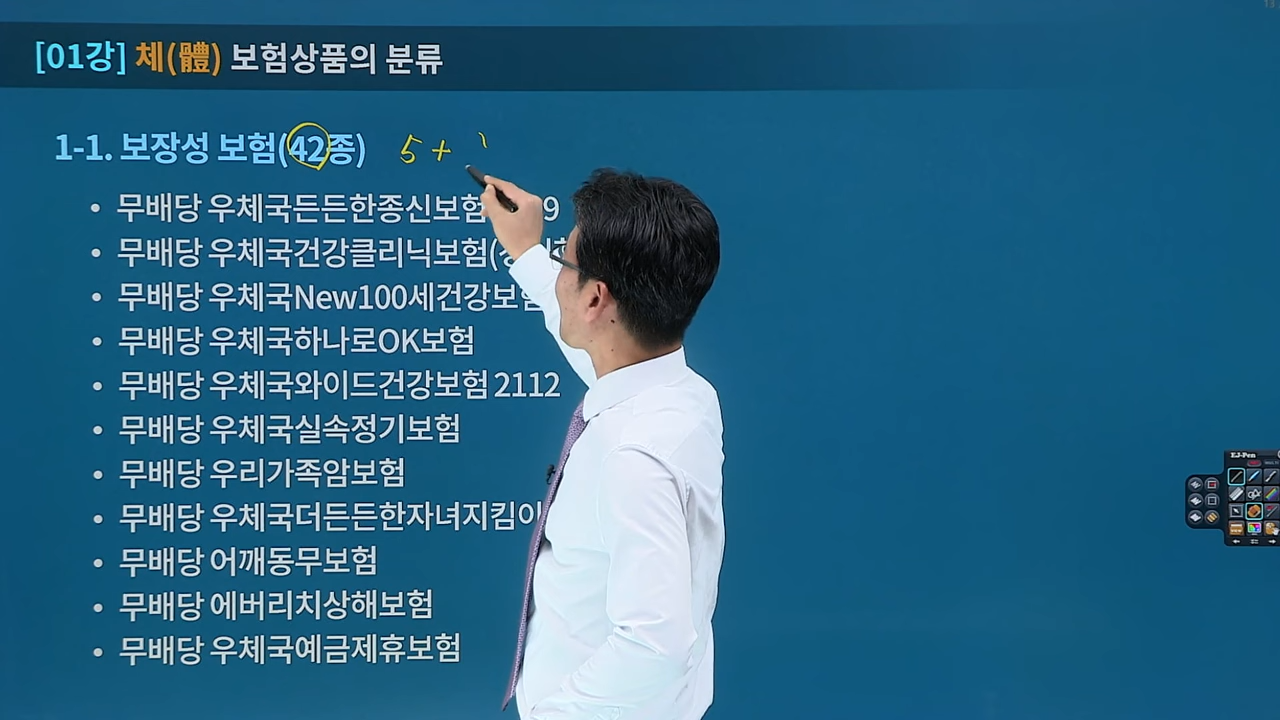 [01강] 체(體) 보험상품의 분류
1-1. 보장성 보험(42종) 5+
• 무배당 우체국든든한종신보험 9
• 무배당 우체국건강클리닉보험(
• 무배당 우체국New100세건강보험
• 무배당 우체국하나로OK보험
• 무배당 우체국와이드건강보험 2112
• 무배당 우체국실속정기보험
• 무배당 우리가족암보험
• 무배당 우체국더든든한자녀지킴이
• 무배당 어깨동무보험
• 무배당 에버리치상해보험
• 무배당 우체국예금제휴보험
EJ-Pen